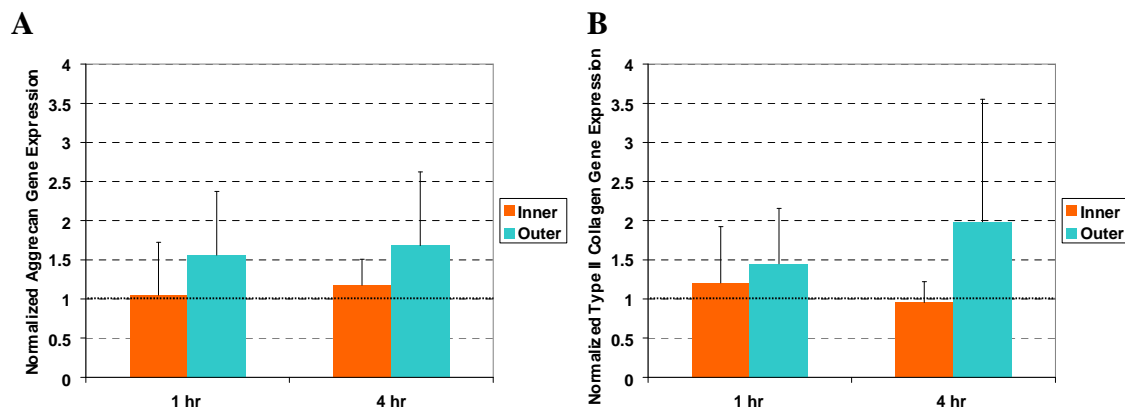 A
Normalized Aggrecan Gene Expression
4
3.5
3
2.5
2
1.5
1
0.5
0
1 hr
4 hr
Inner
Outer
B
Normalized Type II Collagen Gene Expression
4
3.5
3
2.5
2
1.5
1
0.5
0
1 hr
4 hr
Inner
Outer